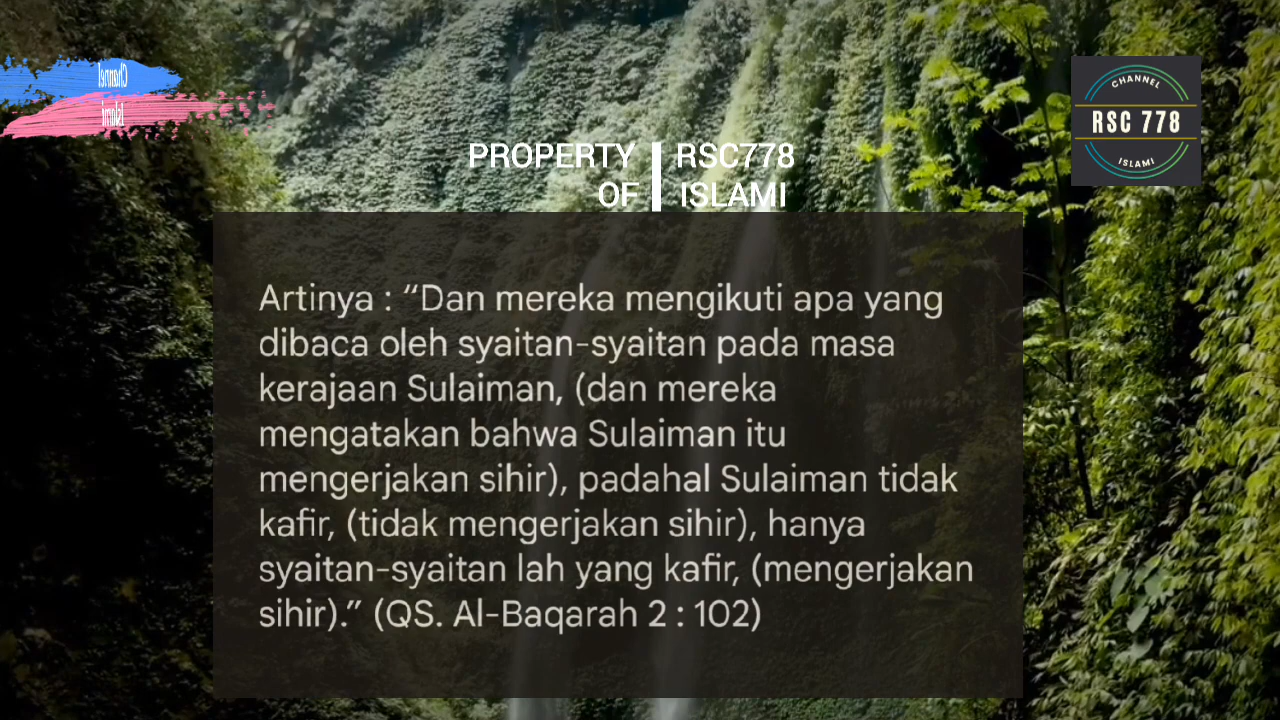 Channel
Islami
CHANNEL
RSC 778
ISLAMI
PROPERTY OF
RSC778 ISLAMI
Artinya : “Dan mereka mengikuti apa yang
dibaca oleh syaitan-syaitan pada masa
kerajaan Sulaiman, (dan mereka
mengatakan bahwa Sulaiman itu
mengerjakan sihir), padahal Sulaiman tidak
kafir, (tidak mengerjakan sihir), hanya
syaitan-syaitan lah yang kafir, (mengerjakan
sihir).” (QS. Al-Baqarah 2 : 102)